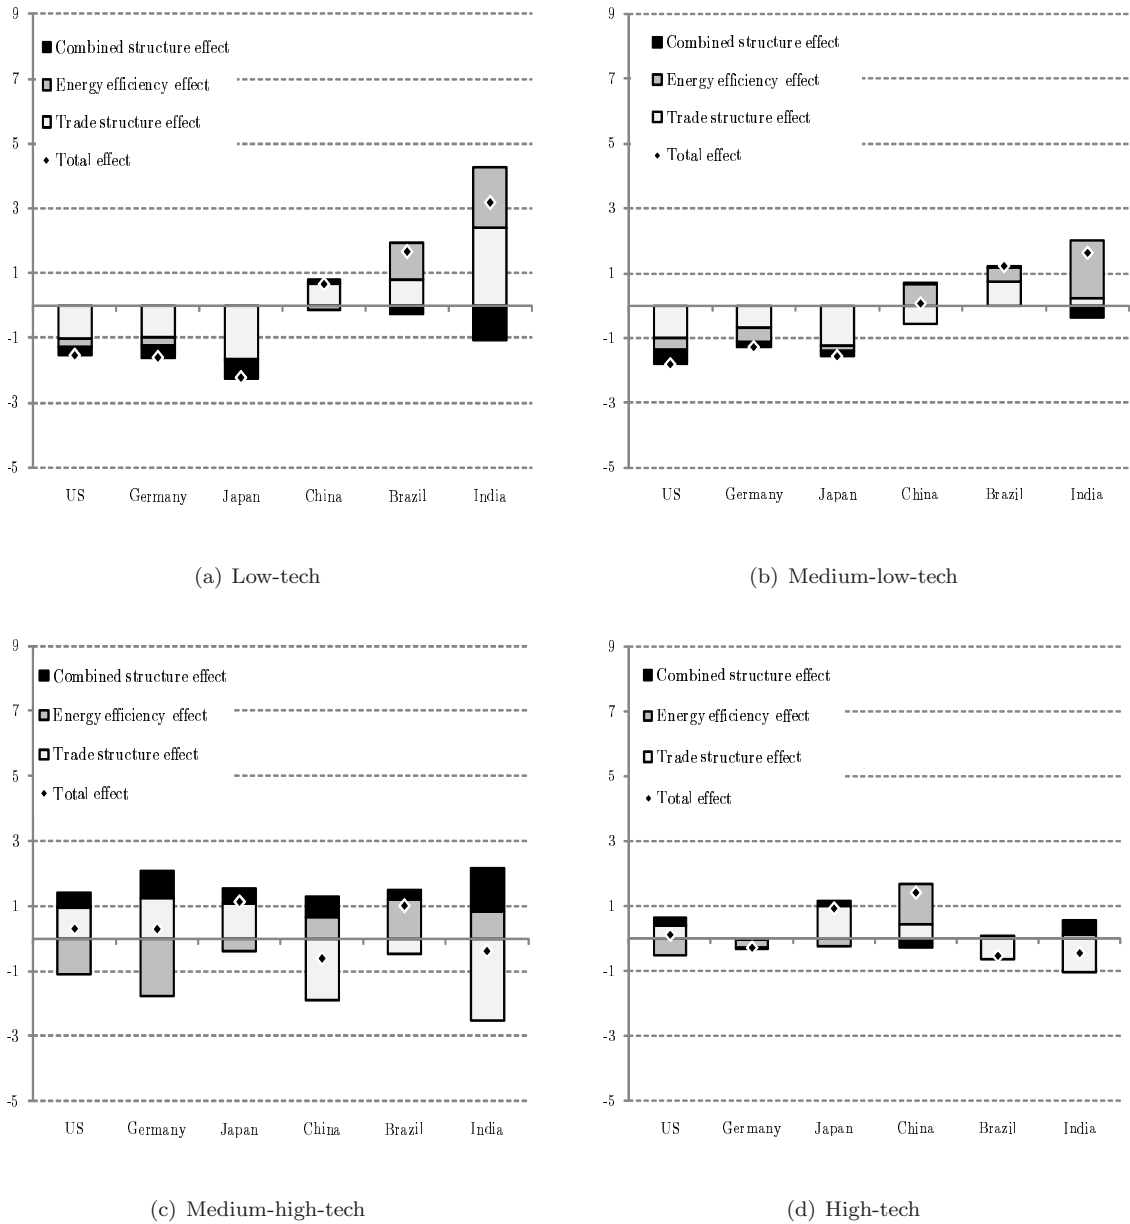 9
Combined structure effect
7
Energy efficiency effect
Trade structure effect
5
Total effect
3
1
-1
-3
-5
US Germany Japan China Brazil India
(a) Low-tech
9
Combined structure effect
7
Energy efficiency effect
Trade structure effect
5
Total effect
3
1
-1
-3
-5
US Germany Japan China Brazil India
(b) Medium-low-tech
9
Combined structure effect
7
Energy efficiency effect
Trade structure effect
5
Total effect
3
1
-1
-3
-5
US Germany Japan China Brazil India
(c) Medium-high-tech
9
Combined structure effect
7
Energy efficiency effect
Trade structure effect
5
Total effect
3
1
-1
-3
-5
US Germany Japan China Brazil India
(d) High-tech